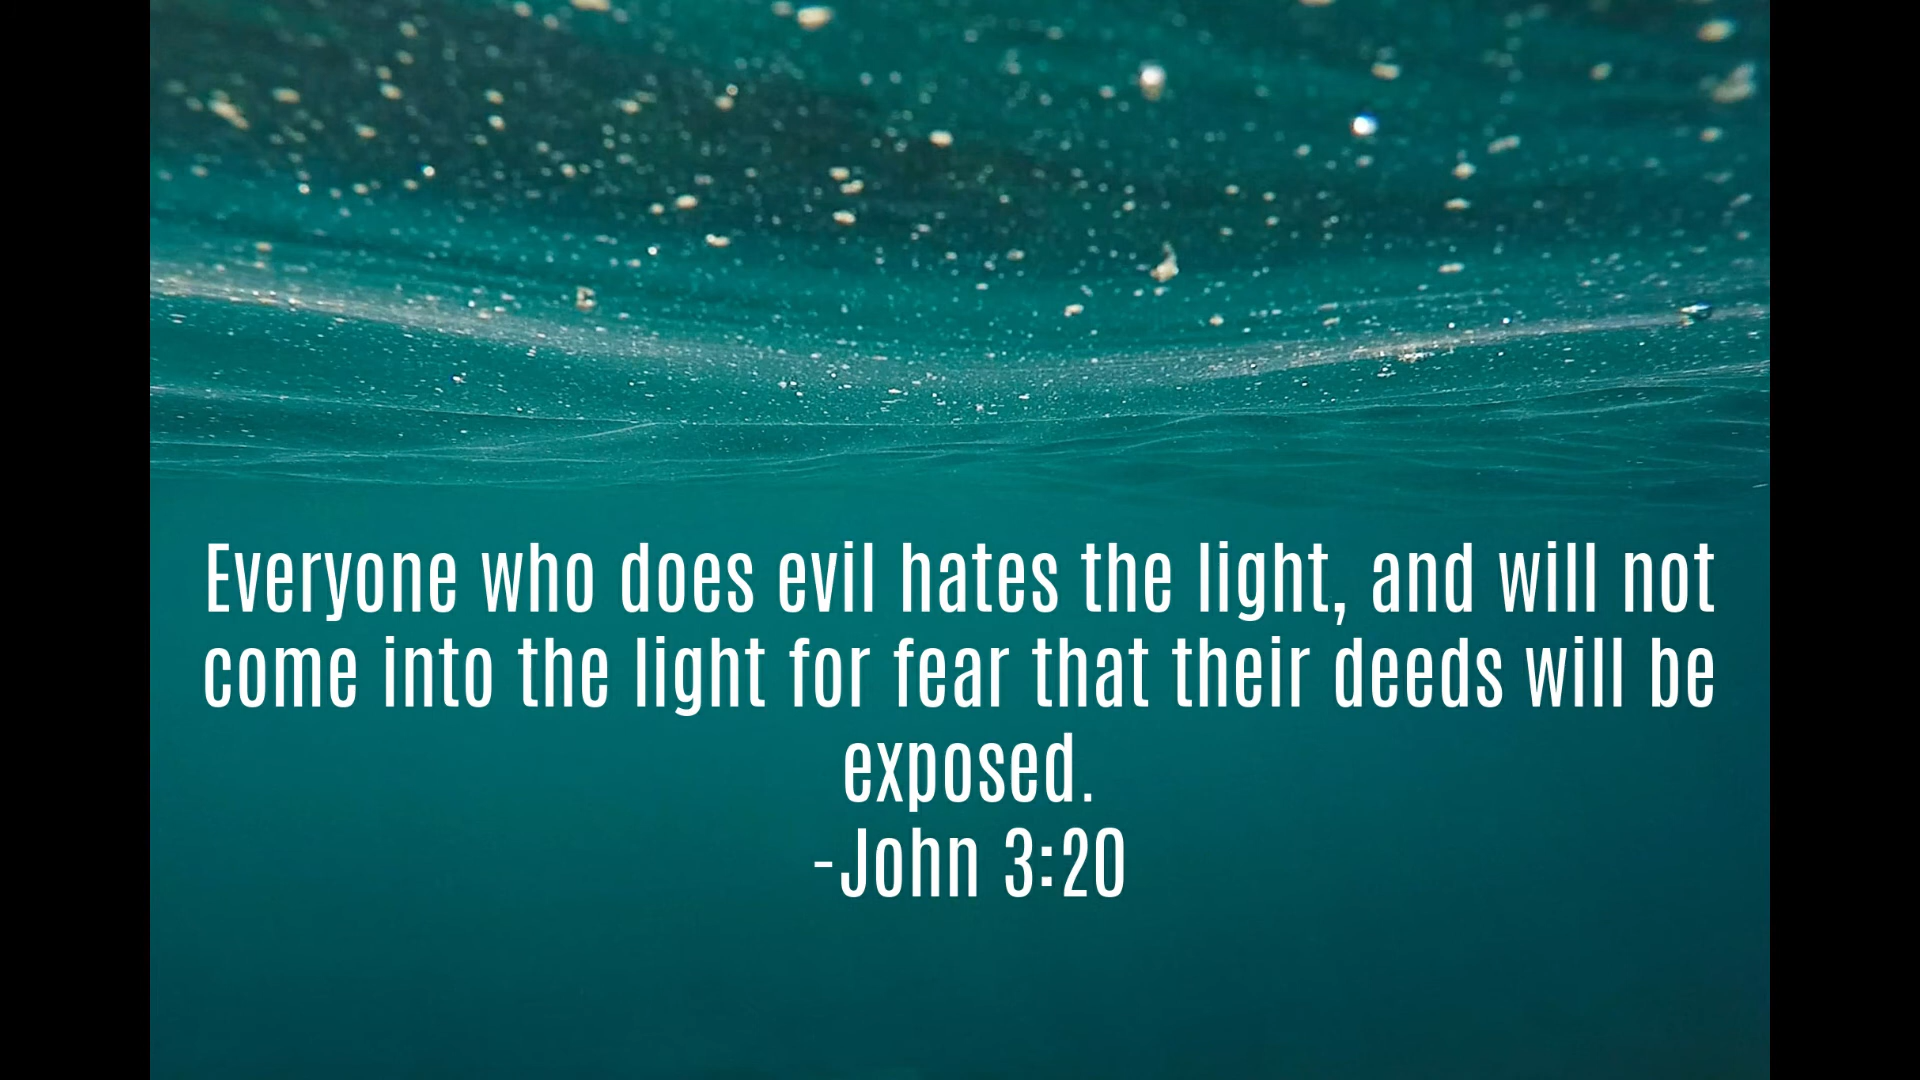 Everyone who does evil hates the light, and will not
come into the light for fear that their deeds will be
exposed.
-John 3:20